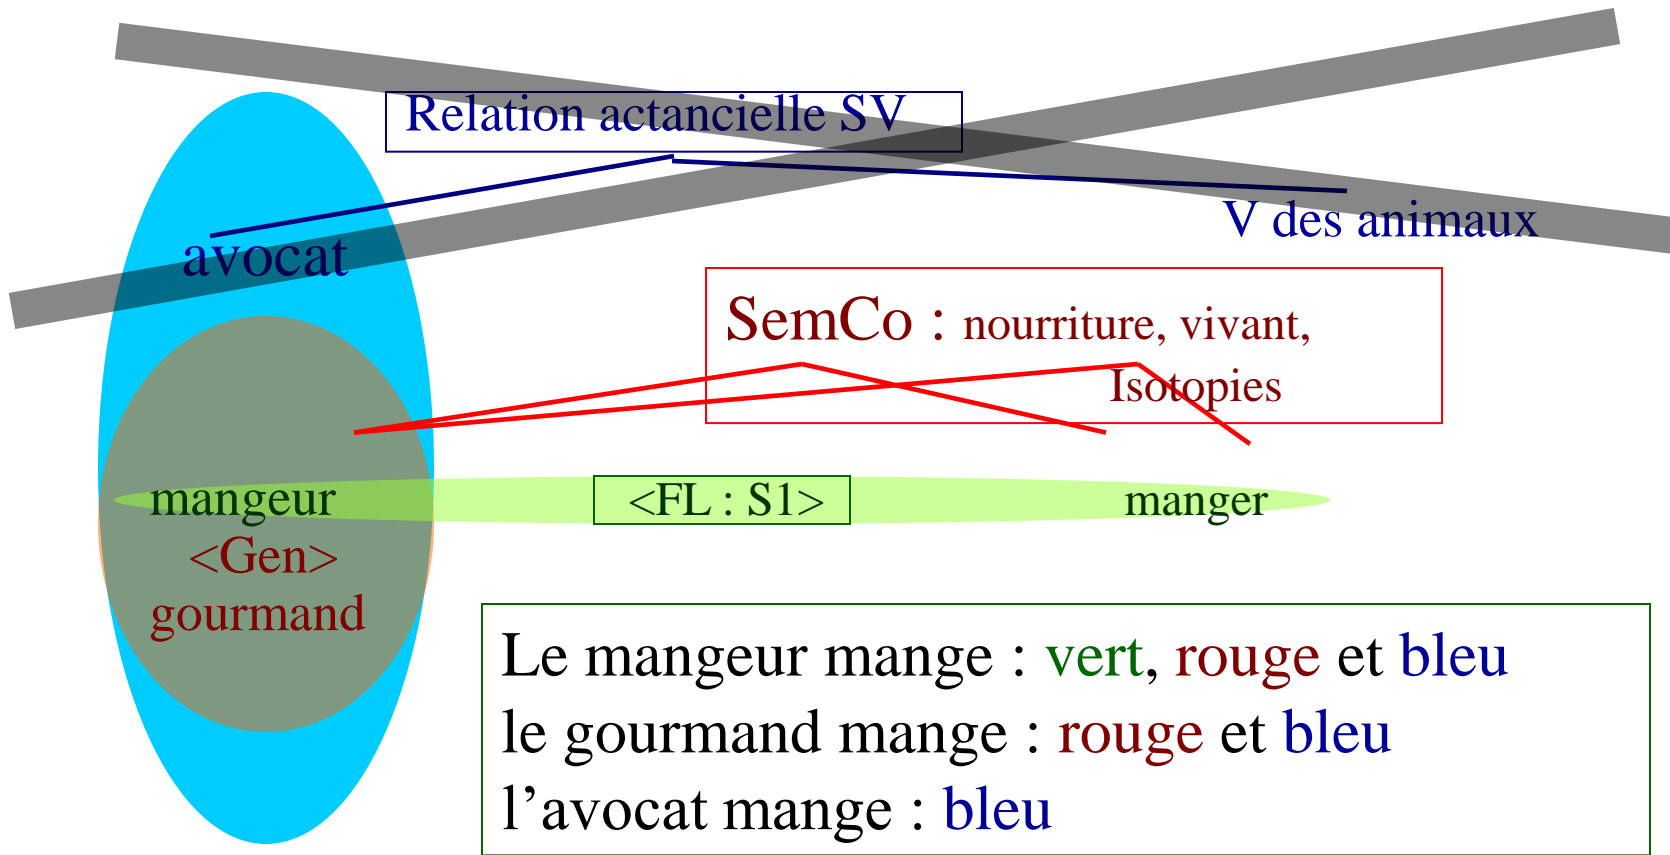 Relation actancielle SV
V des animaux
avocat
SemCo : nourriture, vivant,
Isotopies
mangeur
<FL : S1>
manger
<Gen>
gourmand
Le mangeur mange : vert, rouge et bleu
le gourmand mange : rouge et bleu
l’avocat mange : bleu